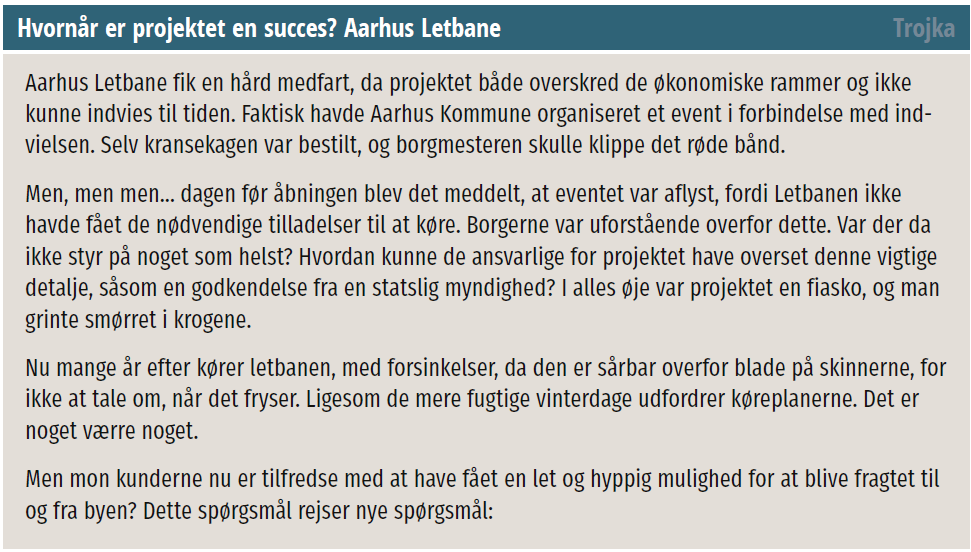 Hvornår er projektet en succes? Aarhus Letbane Trojka
Aarhus Letbane fik en hård medfart, da projektet både overskred de økonomiske rammer og ikke
kunne indvies til tiden. Faktisk havde Aarhus Kommune organiseret et event i forbindelse med ind-
vielsen. Selv kransekagen var bestilt, og borgmesteren skulle klippe det røde bånd.
Men, men men... dagen før åbningen blev det meddelt, at eventet var aflyst, fordi Letbanen ikke
havde fået de nødvendige tilladelser til at køre. Borgerne var uforstående overfor dette. Var der da
ikke styr på noget som helst? Hvordan kunne de ansvarlige for projektet have overset denne vigtige
detalje, såsom en godkendelse fra en statslig myndighed? I alles øje var projektet en fiasko, og man
grinte smørret i krogene.
Nu mange år efter kører letbanen, med forsinkelser, da den er sårbar overfor blade på skinnerne, for
ikke at tale om, når det fryser. Ligesom de mere fugtige vinterdage udfordrer køreplanerne. Det er
noget værre noget.
Men mon kunderne nu er tilfredse med at have fået en let og hyppig mulighed for at blive fragtet til
og fra byen? Dette spørgsmål rejser nye spørgsmål: